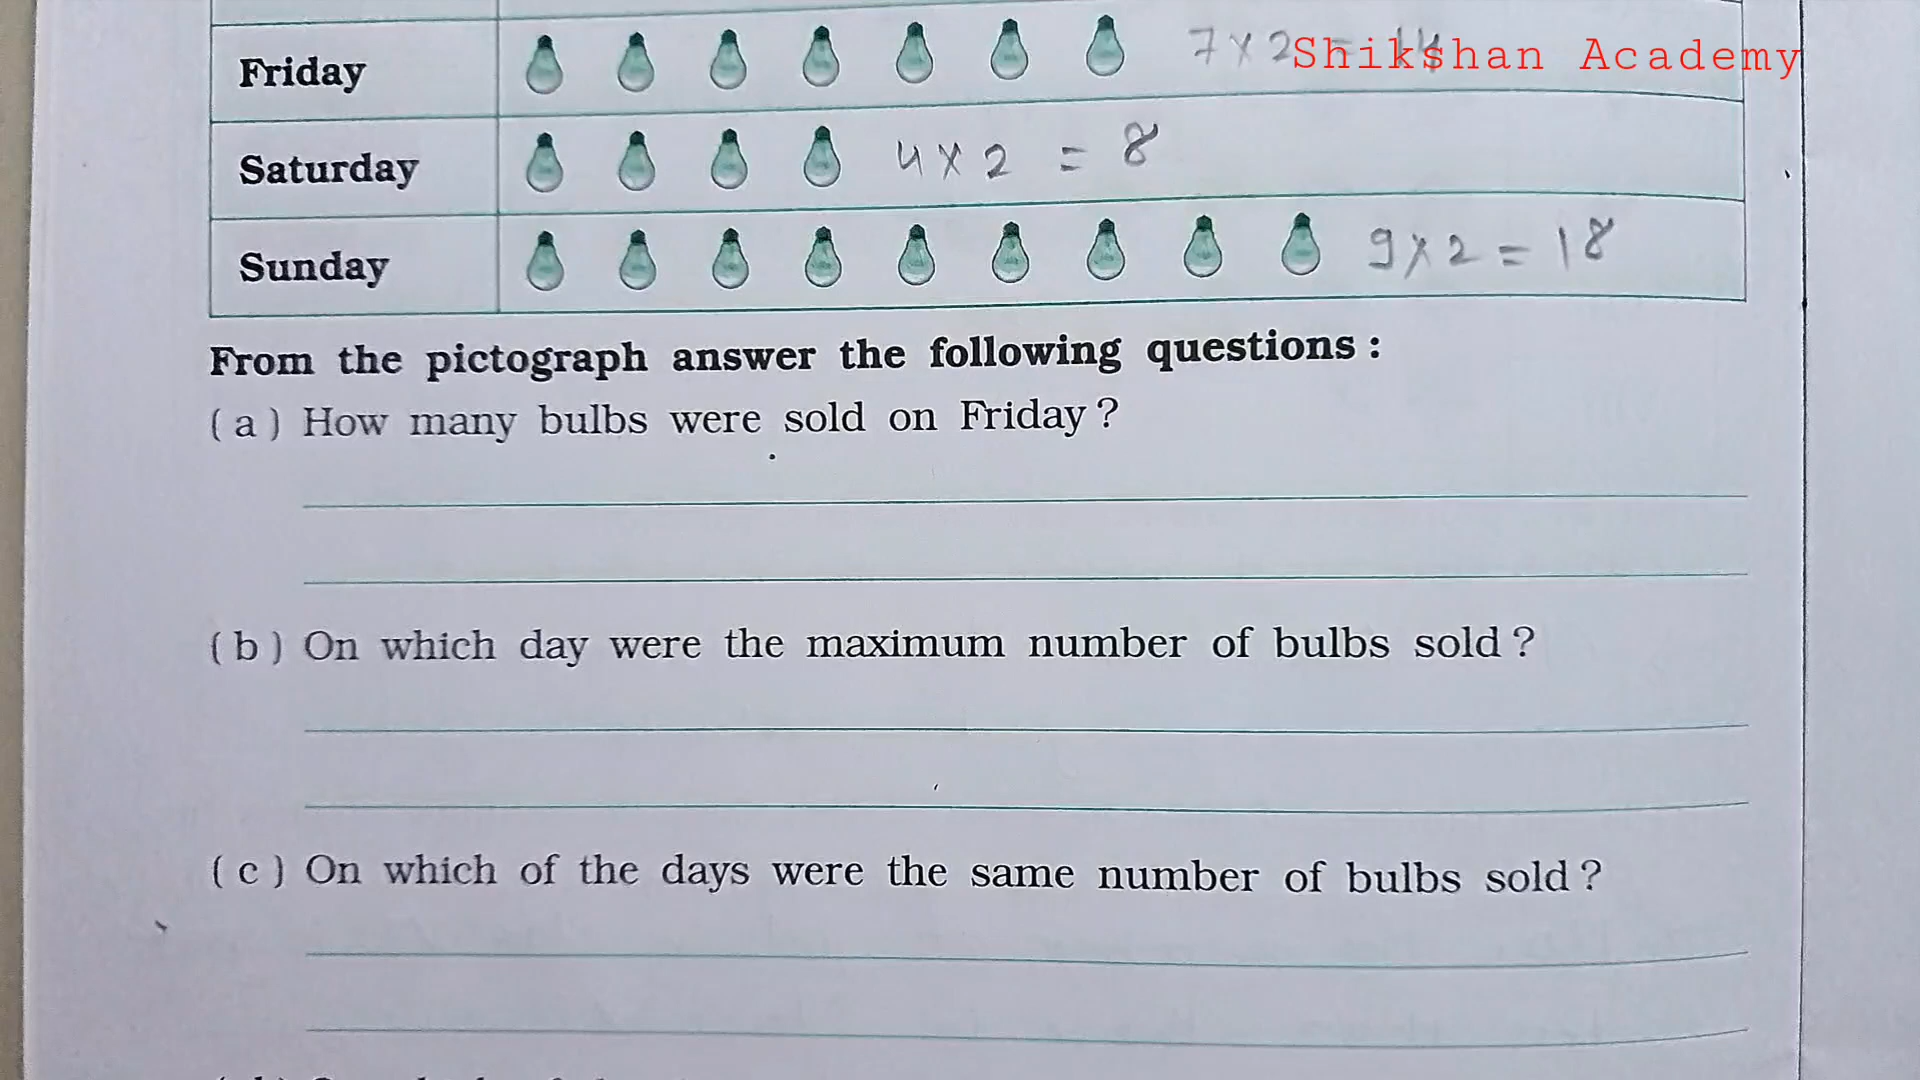 Friday 7 x 2 = 14
Shikshan Academy
Saturday 4 x 2 = 8
Sunday 9 x 2 = 18
From the pictograph answer the following questions :
( a ) How many bulbs were sold on Friday ?
( b ) On which day were the maximum number of bulbs sold ?
( c ) On which of the days were the same number of bulbs sold ?